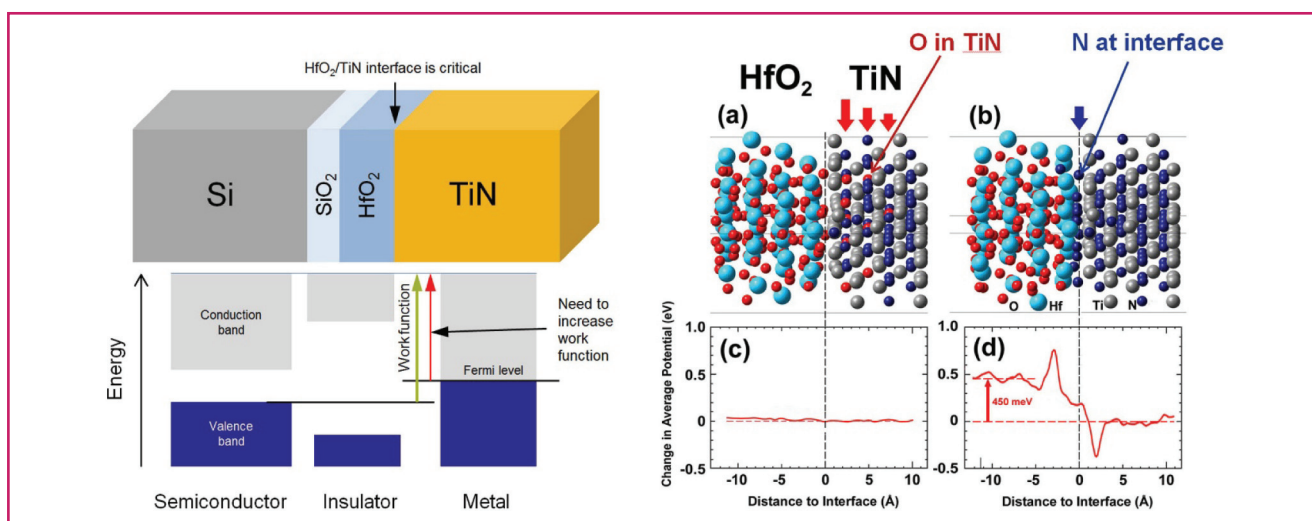 HfO₂/TiN interface is critical
Si
SiO₂
HfO₂
TiN
Energy
Conduction
band
Valence
band
Workfunction
Need to
increase
work
function
Fermi level
Semiconductor
Insulator
Metal
O in TiN
N at interface
HfO₂
TiN
(a)
(b)
O
Hf
Ti
N
Change in Average Potential (eV)
1.0
0.5
0
-0.5
(c)
-10
-5
0
5
10
Distance to Interface (Å)
1.0
0.5
0
-0.5
(d)
450 meV
-10
-5
0
5
10
Distance to Interface (Å)